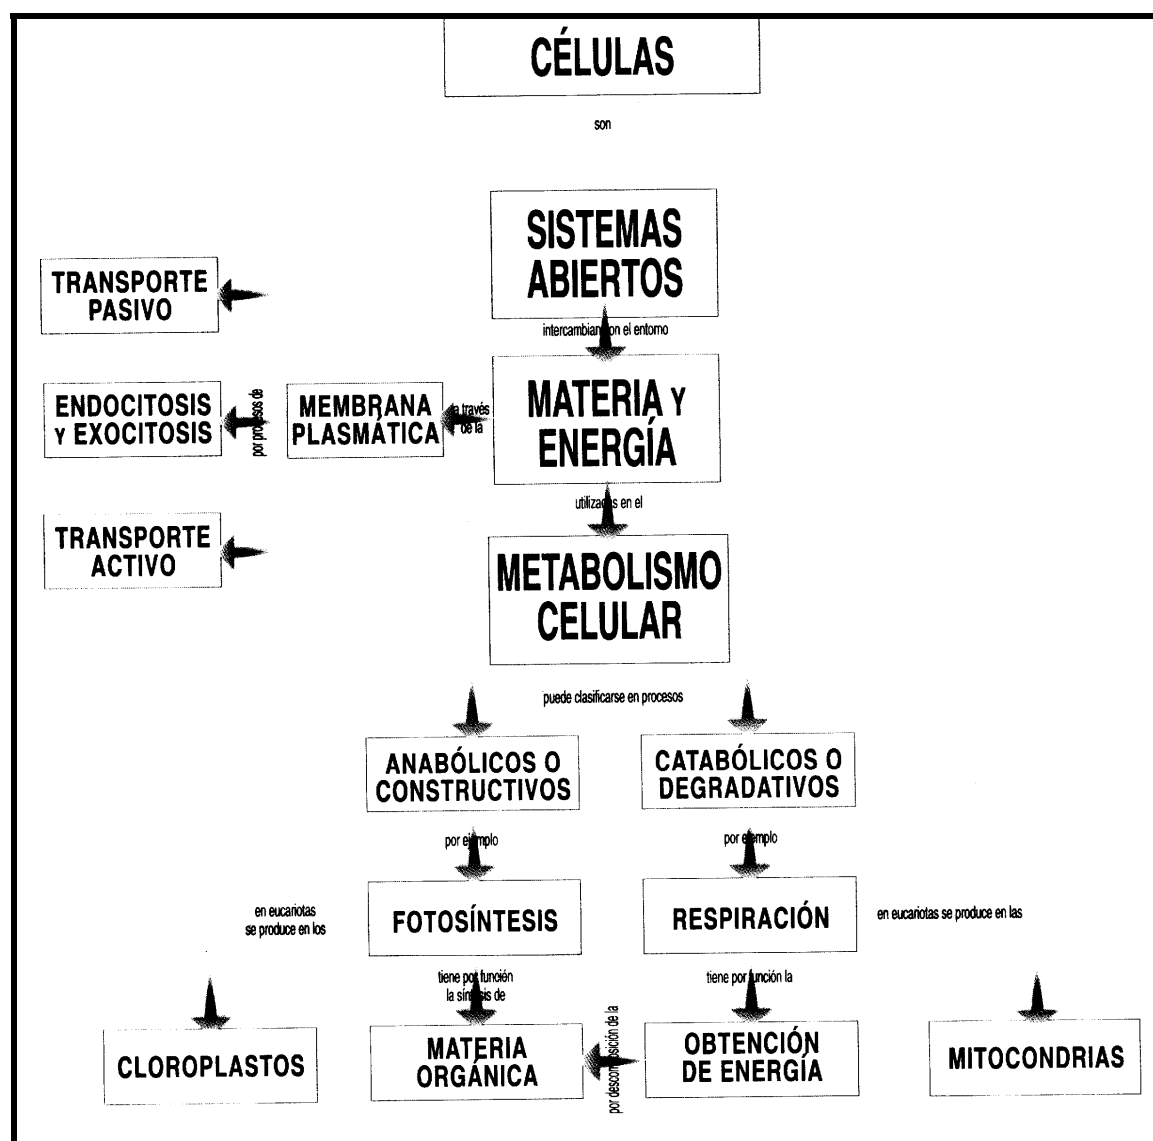 CÉLULAS
son
SISTEMAS
ABIERTOS
TRANSPORTE
PASIVO
intercambian con el entorno
ENDOCITOSIS
Y EXOCITOSIS
por procesos de
MEMBRANA
PLASMÁTICA
a través
de la
MATERIA Y
ENERGÍA
utilizadas en el
TRANSPORTE
ACTIVO
METABOLISMO
CELULAR
puede clasificarse en procesos
ANABÓLICOS O
CONSTRUCTIVOS
CATABÓLICOS O
DEGRADATIVOS
por ejemplo
por ejemplo
en eucariotas
se produce en los
FOTOSÍNTESIS
RESPIRACIÓN
en eucariotas se produce en las
tiene por función
la síntesis de
tiene por función la
CLOROPLASTOS
MATERIA
ORGÁNICA
por descomposición de la
OBTENCIÓN
DE ENERGÍA
MITOCONDRIAS